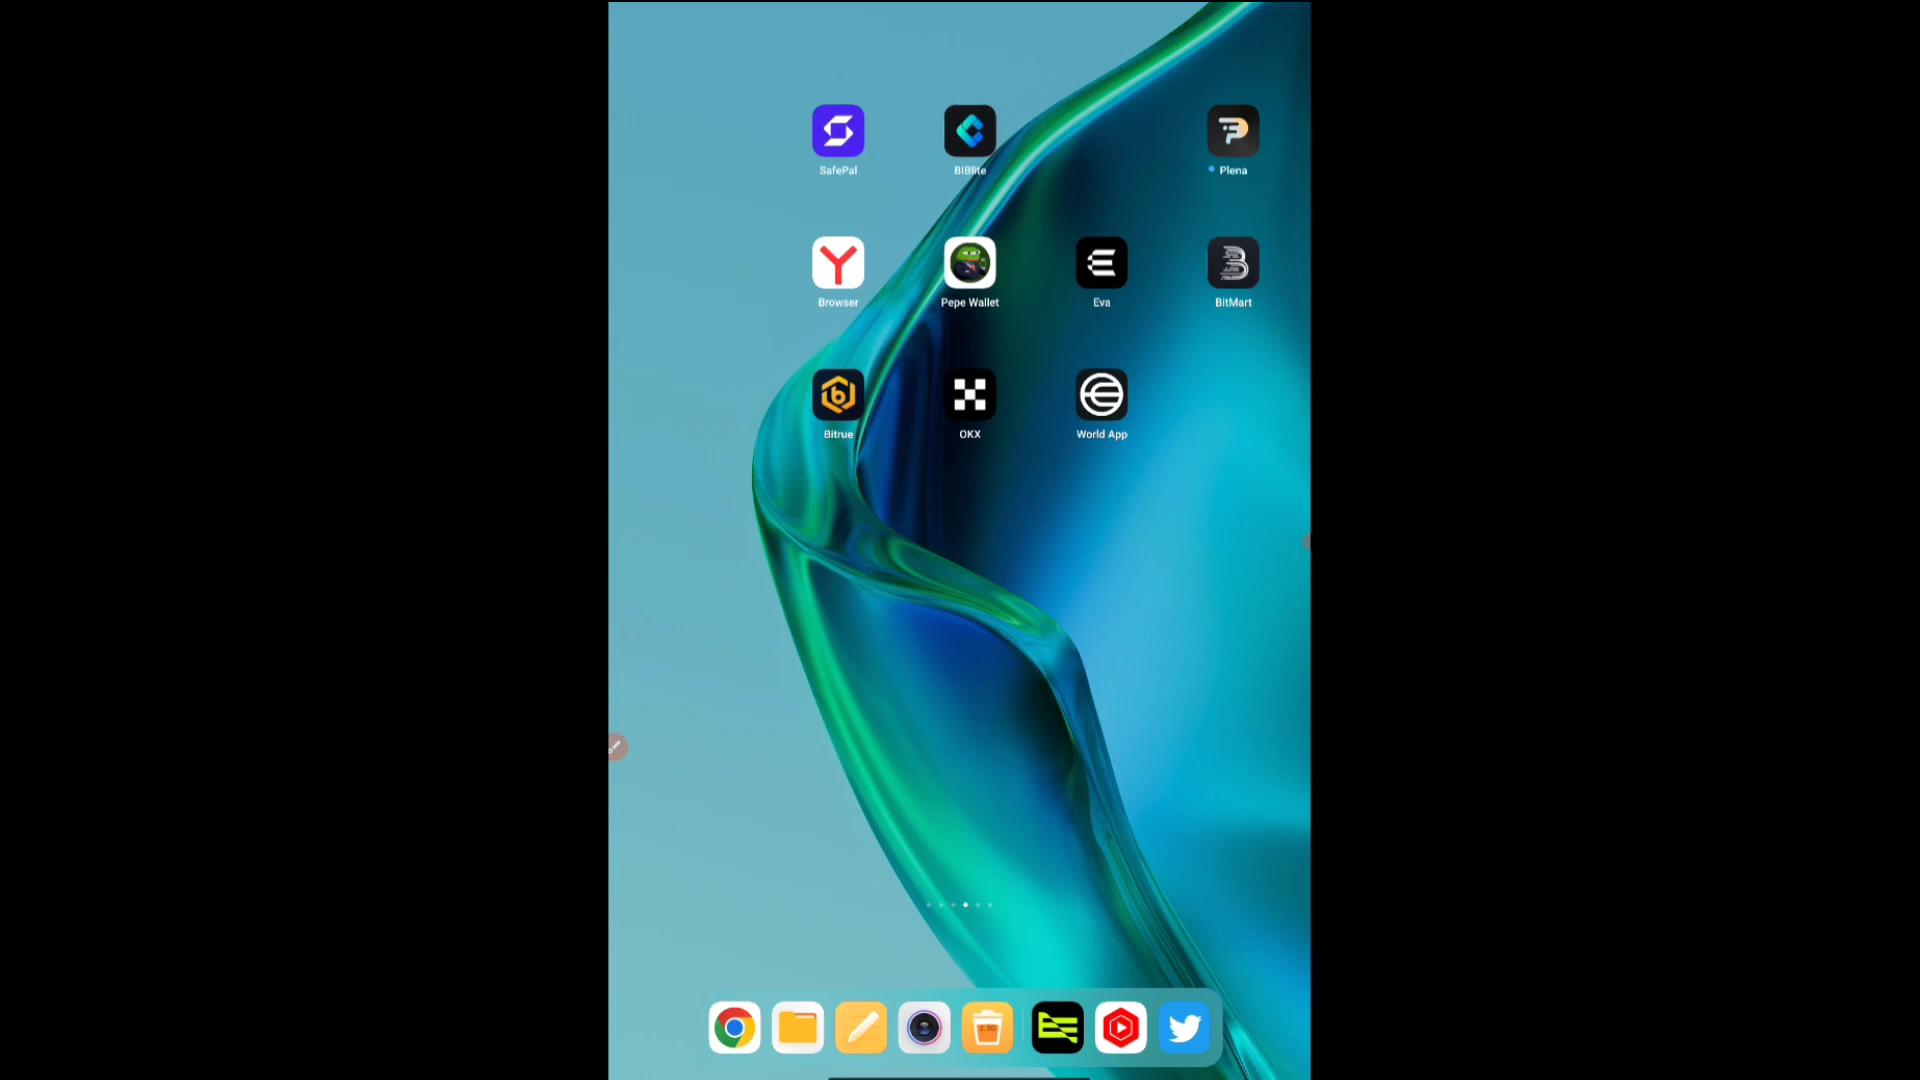 SafePal
BIBlite
Plena
Browser
Pepe Wallet
Eva
BitMart
Bitrue
OKX
World App